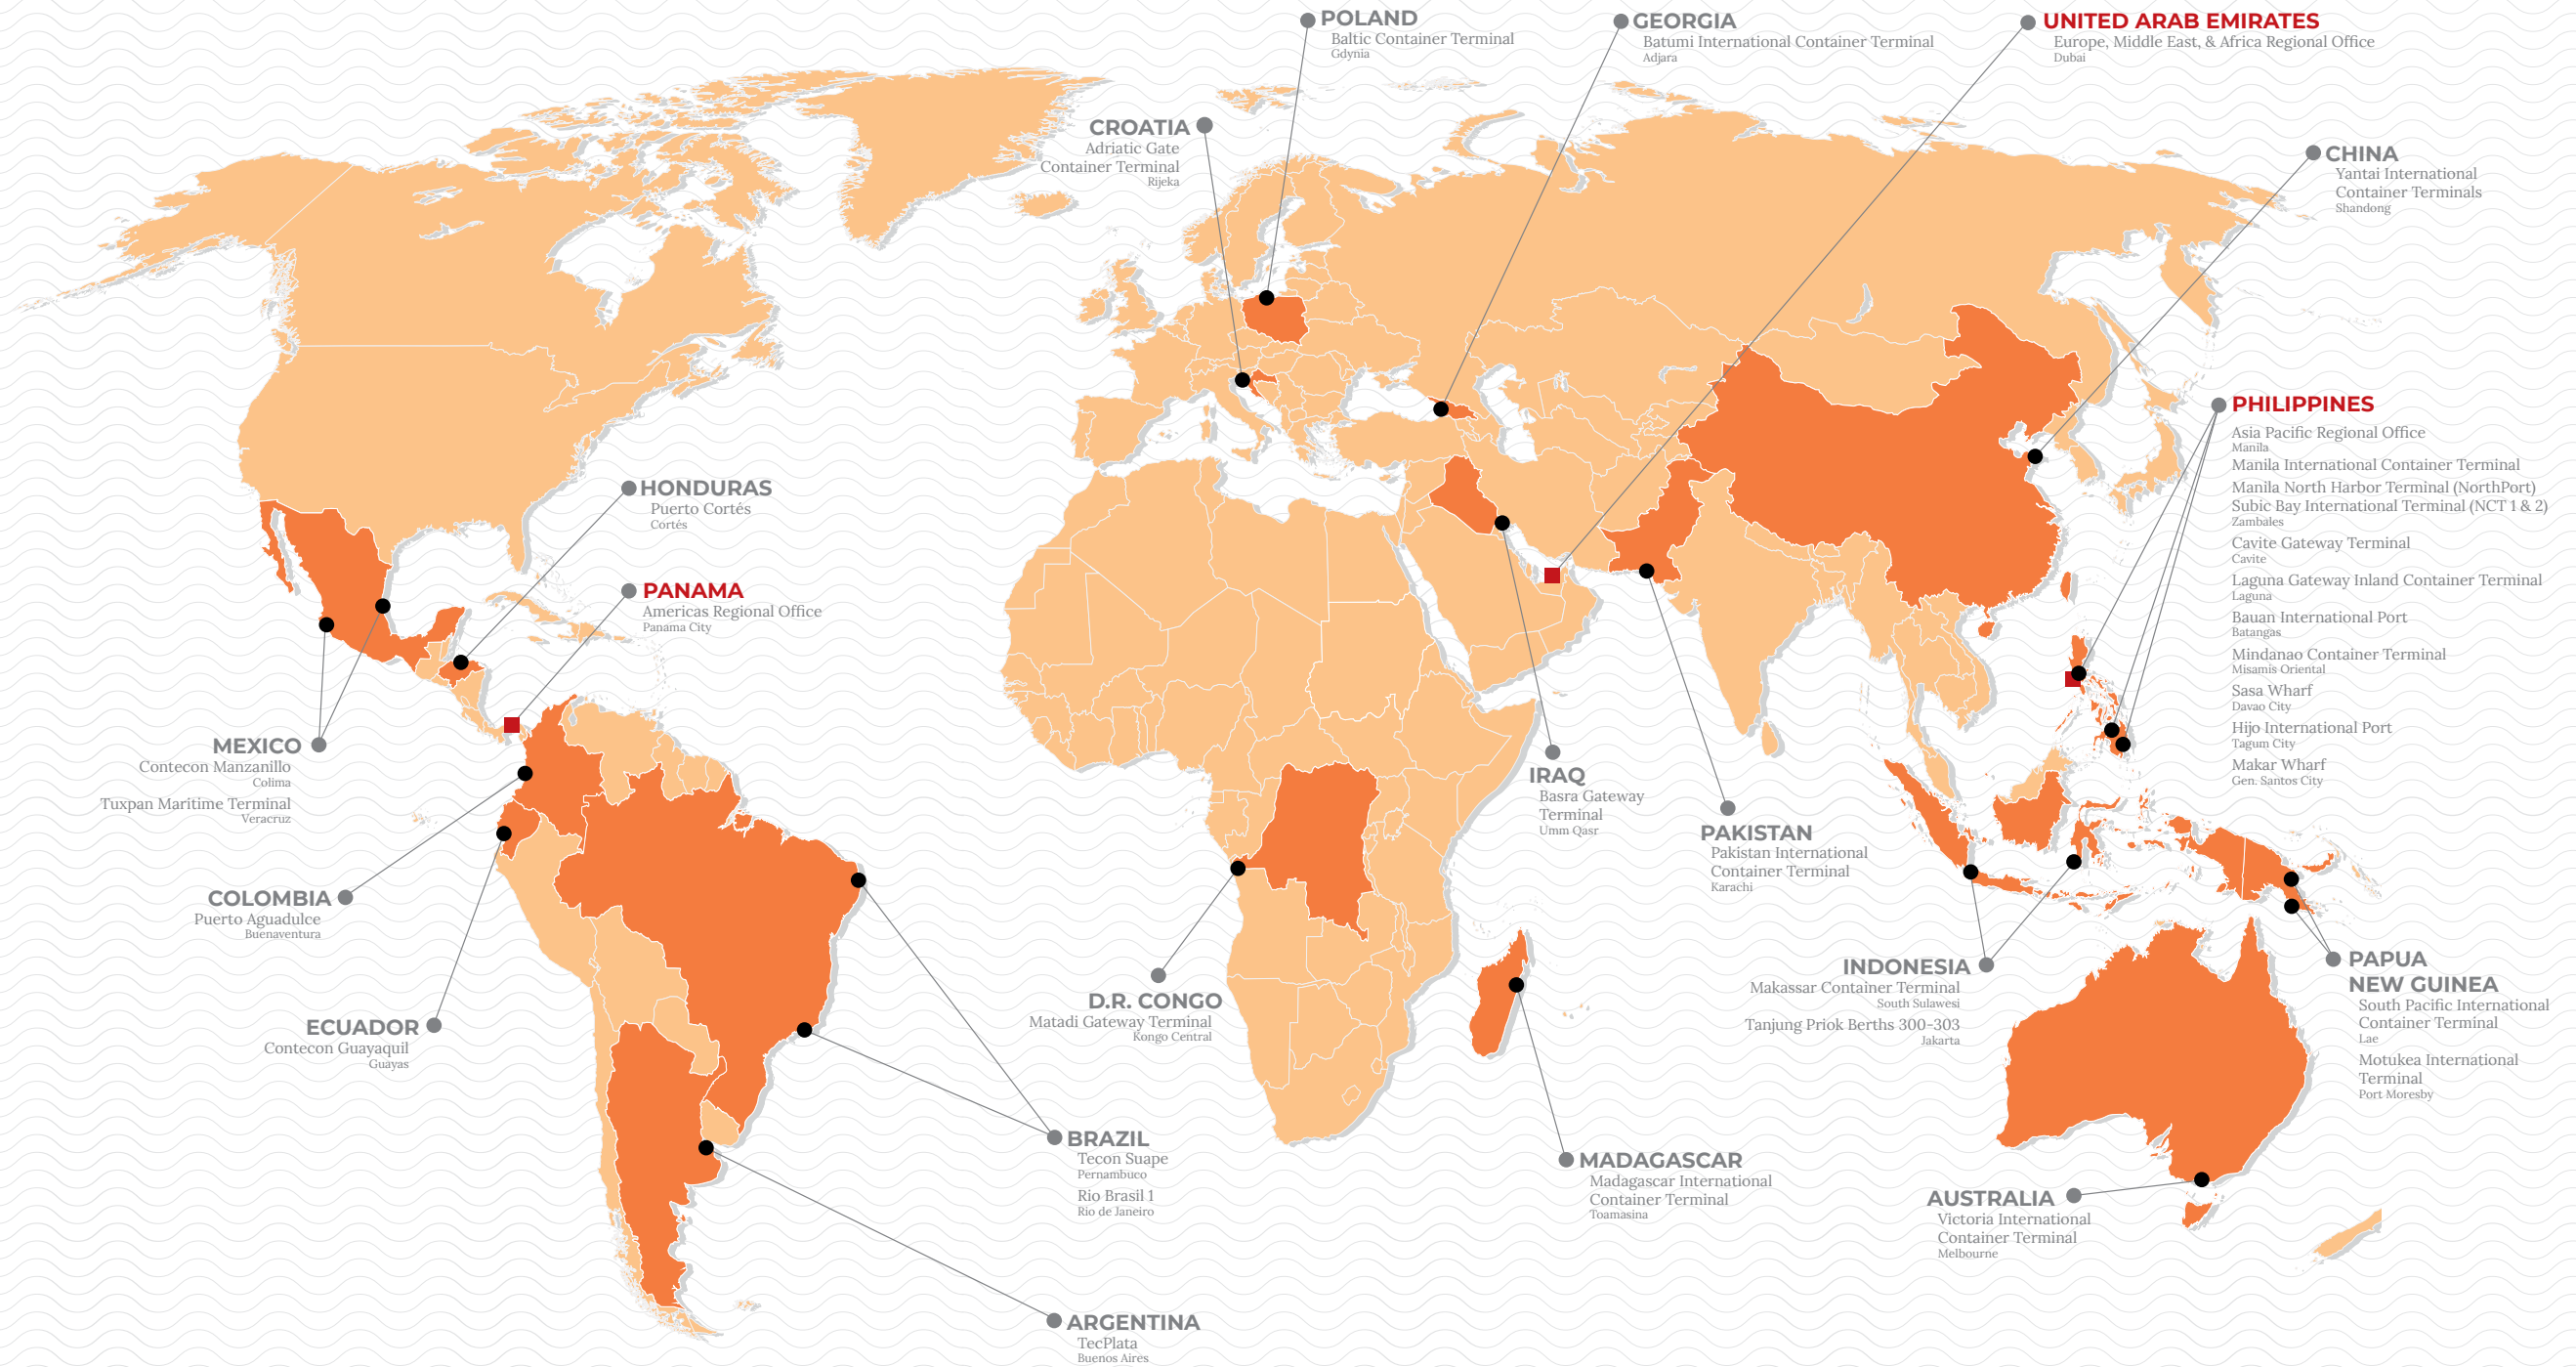 POLAND
Baltic Container Terminal
Gdynia
GEORGIA
Batumi International Container Terminal
Adjara
UNITED ARAB EMIRATES
Europe, Middle East, & Africa Regional Office
Dubai
CROATIA
Adriatic Gate
Container Terminal
Rijeka
CHINA
Yantai International
Container Terminals
Shandong
PHILIPPINES
Asia Pacific Regional Office
Manila
Manila International Container Terminal
Manila North Harbor Terminal (NorthPort)
Subic Bay International Terminal (NCT 1 & 2)
Zambales
Cavite Gateway Terminal
Cavite
Laguna Gateway Inland Container Terminal
Laguna
Bauan International Port
Batangas
Mindanao Container Terminal
Misamis Oriental
Sasa Wharf
Davao City
Hijo International Port
Tagum City
Makar Wharf
Gen. Santos City
HONDURAS
Puerto Cortés
Cortés
PANAMA
Americas Regional Office
Panama City
MEXICO
Contecon Manzanillo
Colima
Tuxpan Maritime Terminal
Veracruz
IRAQ
Basra Gateway
Terminal
Umm Qasr
PAKISTAN
Pakistan International
Container Terminal
Karachi
COLOMBIA
Puerto Aguadulce
Buenaventura
ECUADOR
Contecon Guayaquil
Guayas
D.R. CONGO
Matadi Gateway Terminal
Kongo Central
INDONESIA
Makassar Container Terminal
South Sulawesi
Tanjung Priok Berths 300-303
Jakarta
PAPUA
NEW GUINEA
South Pacific International
Container Terminal
Lae
Motukea International
Terminal
Port Moresby
BRAZIL
Tecon Suape
Pernambuco
Rio Brasil 1
Rio de Janeiro
MADAGASCAR
Madagascar International
Container Terminal
Toamasina
AUSTRALIA
Victoria International
Container Terminal
Melbourne
ARGENTINA
TecPlata
Buenos Aires